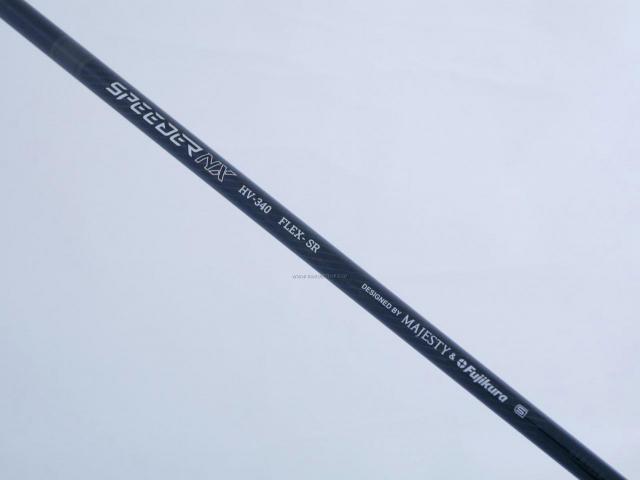 SPEEDER NX HV-340 FLEX- SR
DESIGNED BY MAJESTY & Fujikura